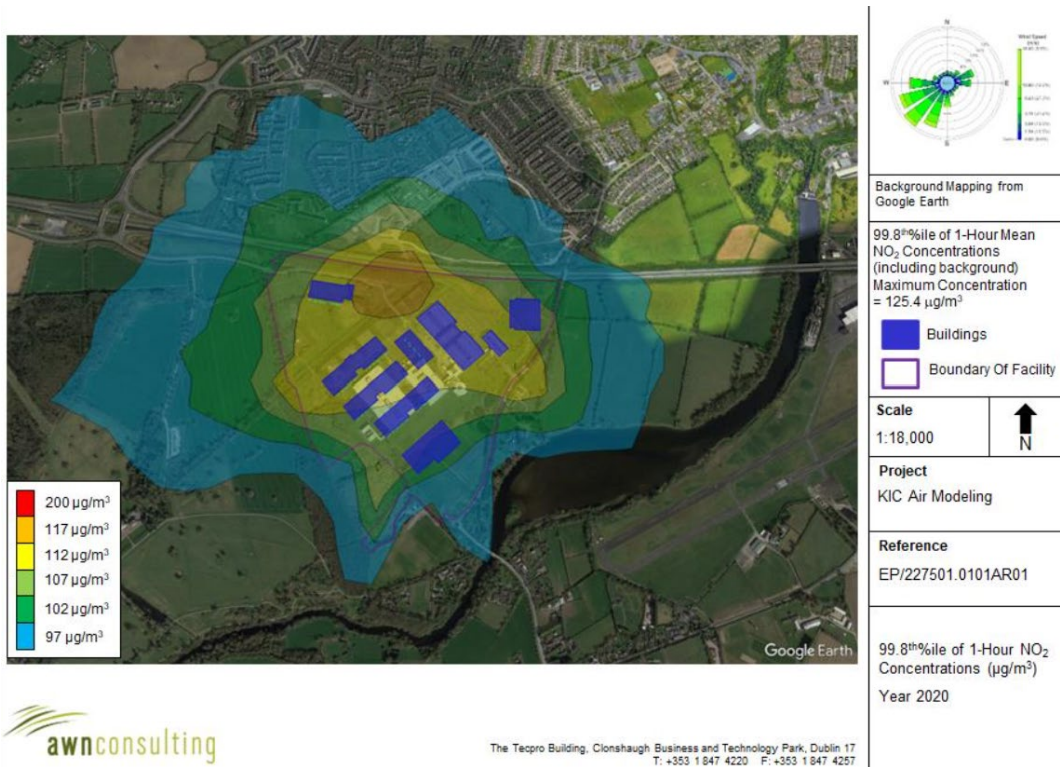 N
W
E
S
Wind Speed
Background Mapping from
Google Earth
99.8th%ile of 1-Hour Mean
NO₂ Concentrations
(including background)
Maximum Concentration
= 125.4 µg/m³
Buildings
Boundary Of Facility
Scale
1:18,000
N
Project
KIC Air Modeling
Reference
EP/227501.0101AR01
99.8th%ile of 1-Hour NO₂
Concentrations (µg/m³)
Year 2020
200 µg/m³
117 µg/m³
112 µg/m³
107 µg/m³
102 µg/m³
97 µg/m³
Google Earth
awnconsulting
The Tecpro Building, Clonshaugh Business and Technology Park, Dublin 17
T: +353 1 847 4220 F: +353 1 847 4257